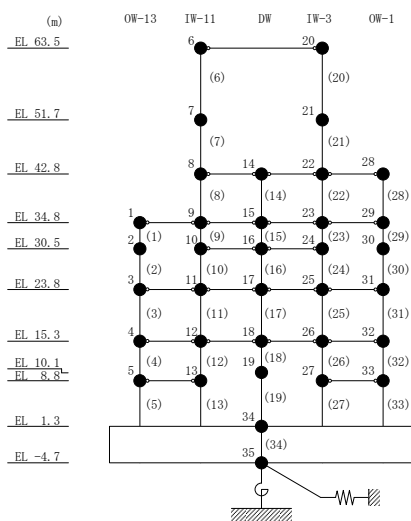 (m) OW-13 IW-11 DW IW-3 OW-1
EL 63.5 6 20
(6) (20)
EL 51.7 7 21
(7) (21)
EL 42.8 8 14 22 28
(8) (14) (22) (28)
EL 34.8 1 9 15 23 29
(1) (9) (15) (23) (29)
EL 30.5 2 10 16 24 30
(2) (10) (16) (24) (30)
EL 23.8 3 11 17 25 31
(3) (11) (17) (25) (31)
EL 15.3 4 12 18 26 32
(4) (12) (18) (26) (32)
EL 10.1 19
EL 8.8 5 13 27 33
(5) (13) (19) (27) (33)
EL 1.3 34
(34)
EL -4.7 35